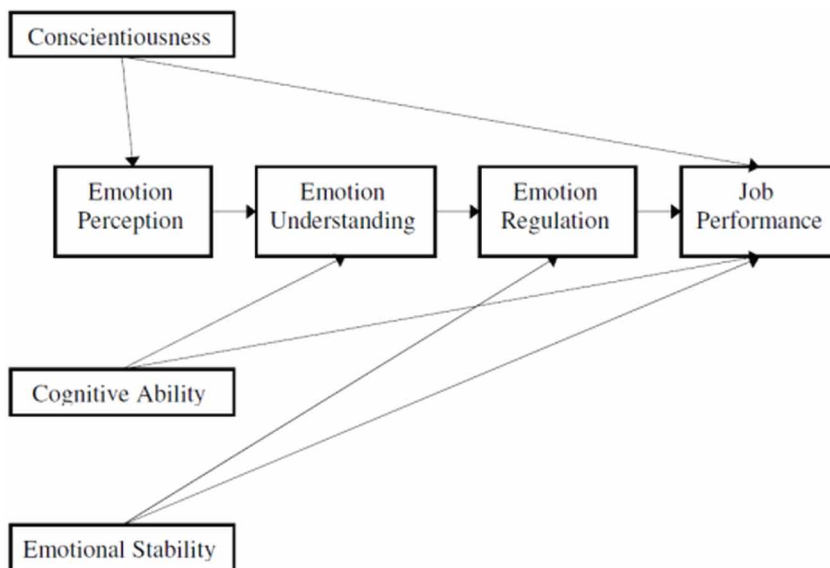 Conscientiousness
Emotion
Perception
Emotion
Understanding
Emotion
Regulation
Job
Performance
Cognitive Ability
Emotional Stability